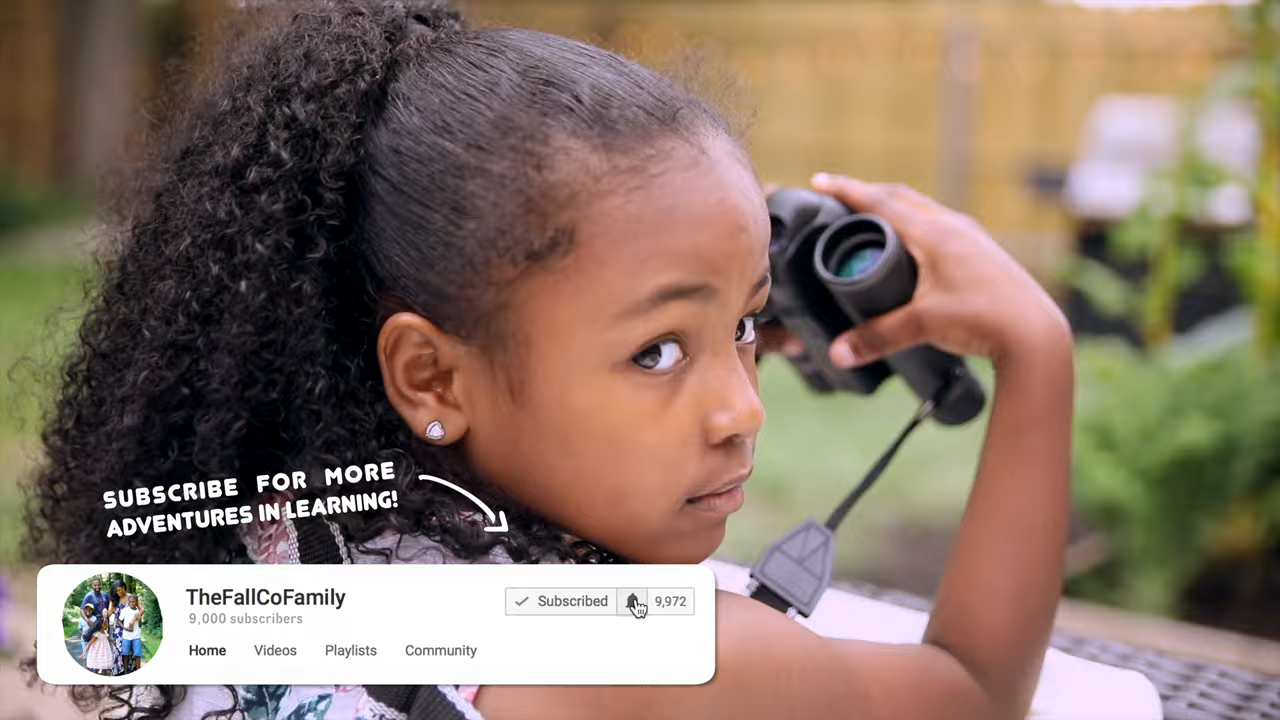 SUBSCRIBE FOR MORE
ADVENTURES IN LEARNING!
TheFallCoFamily
9,000 subscribers
Subscribed 9,972
Home Videos Playlists Community